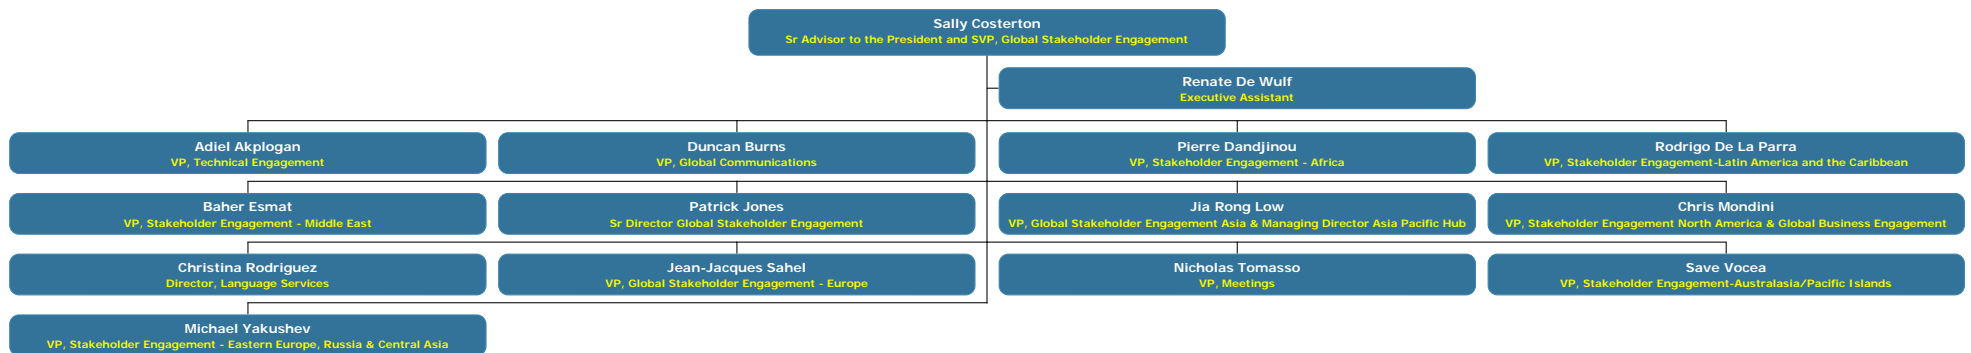 Sally Costerton
Sr Advisor to the President and SVP, Global Stakeholder Engagement
Renate De Wulf
Executive Assistant
Adiel Akplogan
VP, Technical Engagement
Duncan Burns
VP, Global Communications
Pierre Dandjinou
VP, Stakeholder Engagement - Africa
Rodrigo De La Parra
VP, Stakeholder Engagement-Latin America and the Caribbean
Baher Esmat
VP, Stakeholder Engagement - Middle East
Patrick Jones
Sr Director Global Stakeholder Engagement
Jia Rong Low
VP, Global Stakeholder Engagement Asia & Managing Director Asia Pacific Hub
Chris Mondini
VP, Stakeholder Engagement North America & Global Business Engagement
Christina Rodriguez
Director, Language Services
Jean-Jacques Sahel
VP, Global Stakeholder Engagement - Europe
Nicholas Tomasso
VP, Meetings
Save Vocea
VP, Stakeholder Engagement-Australasia/Pacific Islands
Michael Yakushev
VP, Stakeholder Engagement - Eastern Europe, Russia & Central Asia